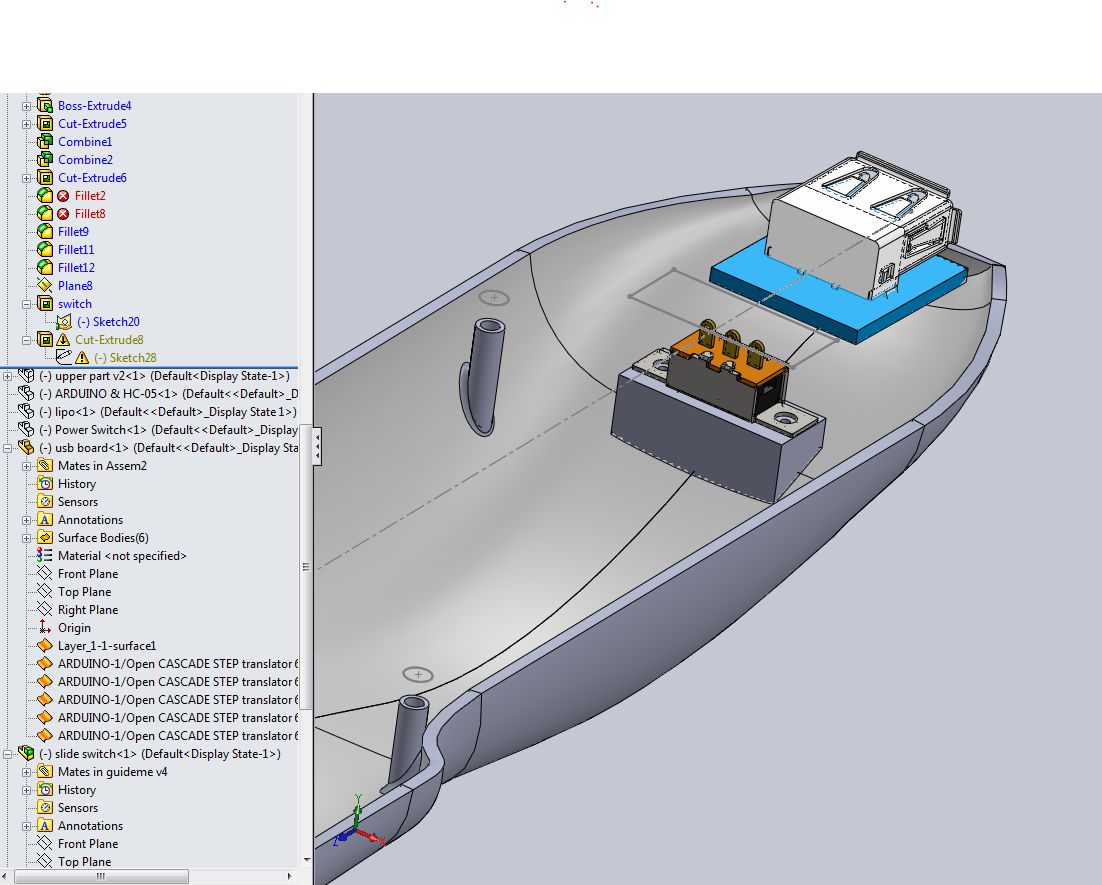 Boss-Extrude4
Cut-Extrude5
Combine1
Combine2
Cut-Extrude6
Fillet2
Fillet8
Fillet9
Fillet11
Fillet12
Plane8
switch
(-) Sketch20
Cut-Extrude8
(-) Sketch28
(-) upper part v2<1> (Default<Display State-1>)
(-) ARDUINO & HC-05<1> (Default<<Default>_D
(-) lipo<1> (Default<<Default>_Display State 1>)
(-) Power Switch<1> (Default<<Default>_Display
(-) usb board<1> (Default<<Default>_Display Sta
Mates in Assem2
History
Sensors
A Annotations
Surface Bodies(6)
Material <not specified>
Front Plane
Top Plane
Right Plane
Origin
Layer_1-1-surface1
ARDUINO-1/Open CASCADE STEP translator 6
ARDUINO-1/Open CASCADE STEP translator 6
ARDUINO-1/Open CASCADE STEP translator 6
ARDUINO-1/Open CASCADE STEP translator 6
ARDUINO-1/Open CASCADE STEP translator 6
(-) slide switch<1> (Default<Display State-1>)
Mates in guideme v4
History
Sensors
A Annotations
Front Plane
Top Plane
Y
Z X